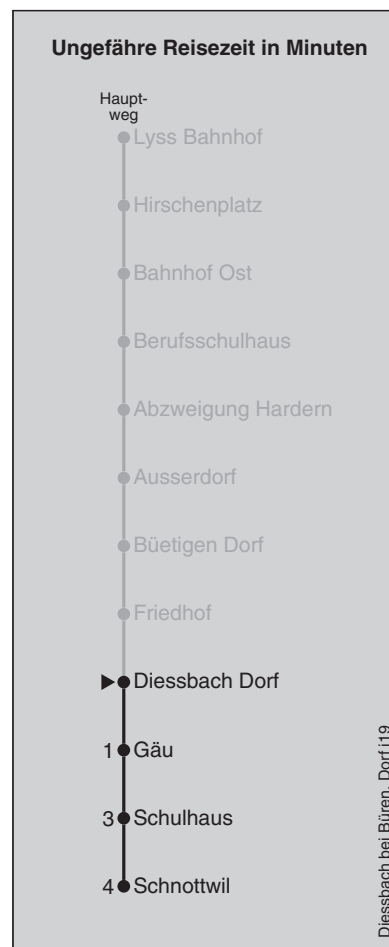 Ungefähre Reisezeit in Minuten
Haupt-
weg
Lyss Bahnhof
Hirschenplatz
Bahnhof Ost
Berufsschulhaus
Abzweigung Hardern
Ausserdorf
Büetigen Dorf
Friedhof
Diessbach Dorf
1 Gäu
3 Schulhaus
4 Schnottwil
Diessbach bei Büren, Dorf j19